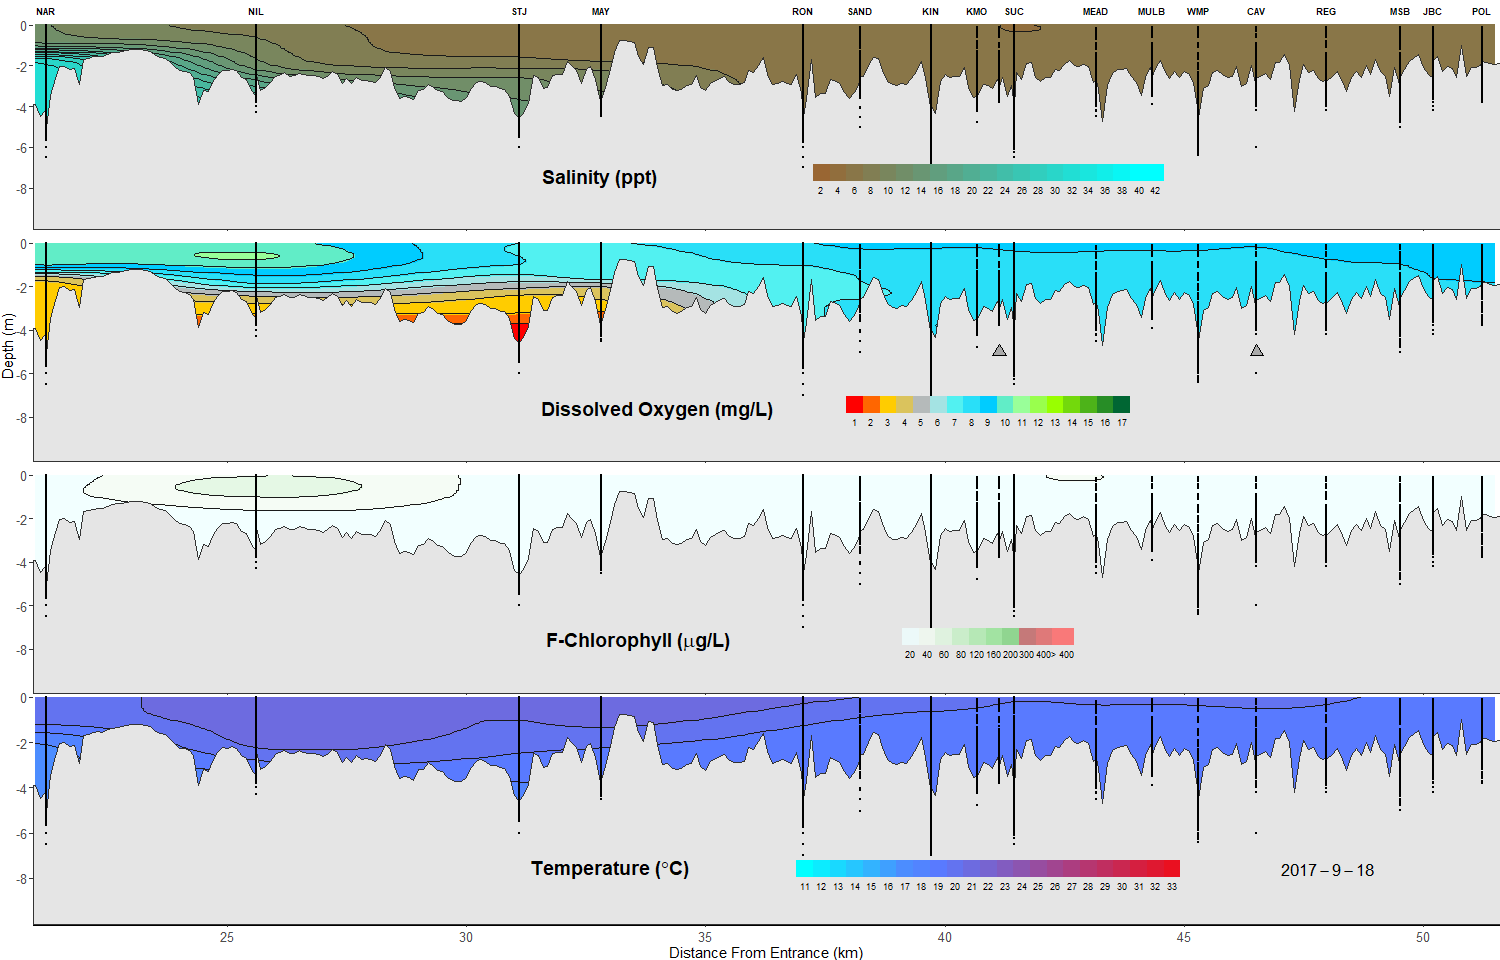 NAR NIL STJ MAY RON SAND KIN KMO SUC MEAD MULB WMP CAV REG MSB JBC POL
0
-2
-4
-6
-8
Salinity (ppt)
2 4 6 8 10 12 14 16 18 20 22 24 26 28 30 32 34 36 38 40 42
0
-2
-4
-6
-8
Depth (m)
Dissolved Oxygen (mg/L)
1 2 3 4 5 6 7 8 9 10 11 12 13 14 15 16 17
0
-2
-4
-6
-8
F-Chlorophyll (μg/L)
20 40 60 80 120 160 200 300 400> 400
0
-2
-4
-6
-8
Temperature (°C)
11 12 13 14 15 16 17 18 19 20 21 22 23 24 25 26 27 28 29 30 31 32 33
2017 – 9 – 18
25 30 35 40 45 50
Distance From Entrance (km)